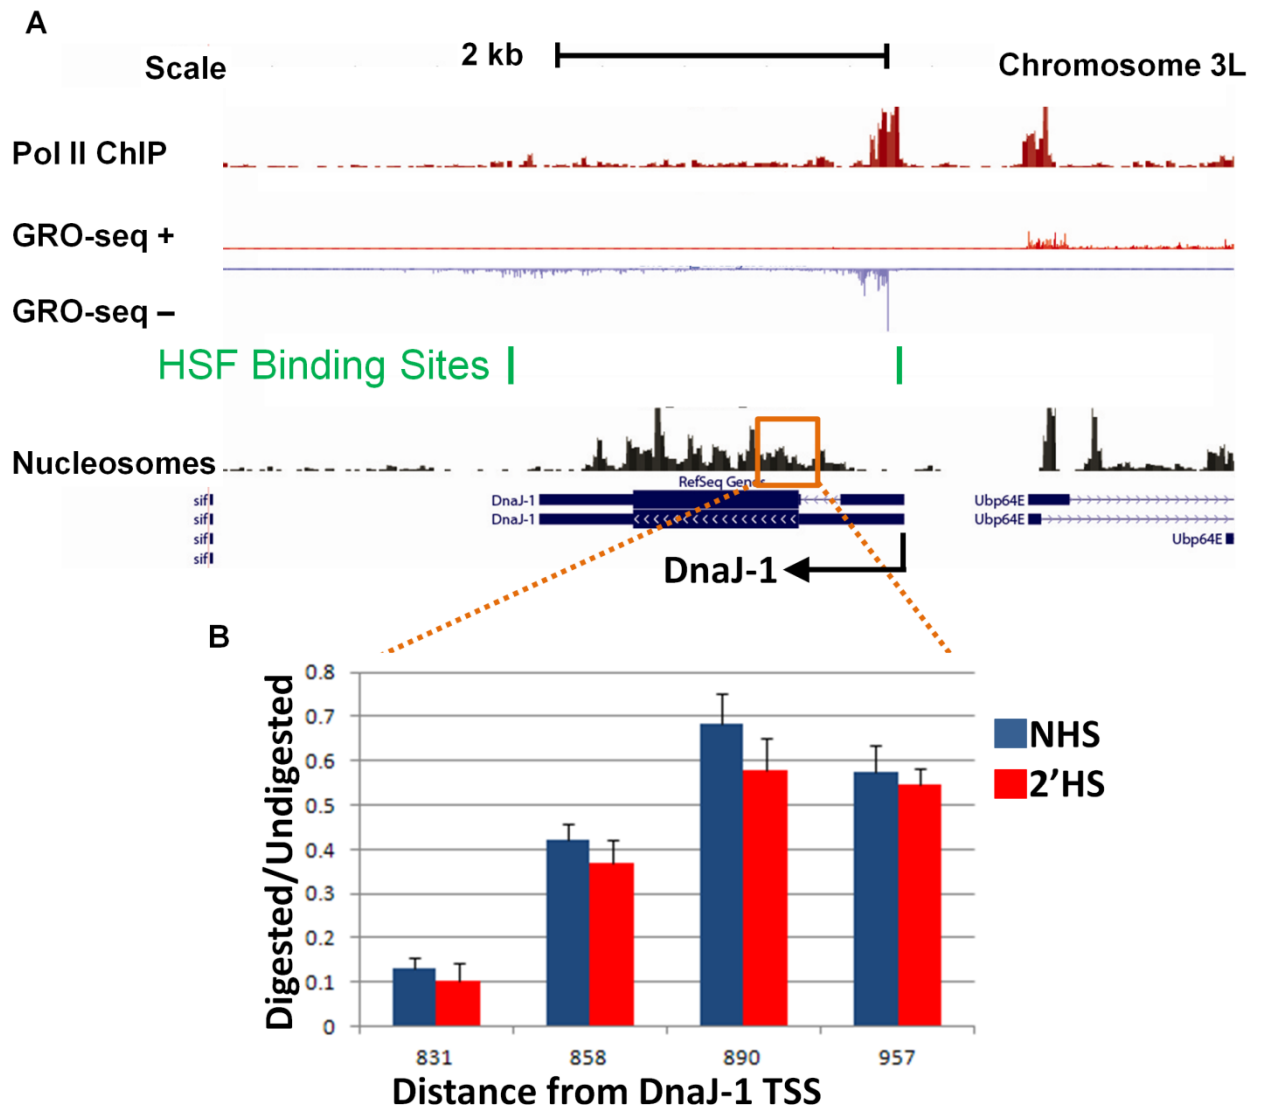 A
2 kb
Scale
Chromosome 3L
Pol II ChIP
GRO-seq +
GRO-seq –
HSF Binding Sites
Nucleosomes
RefSeq Genes
sif DnaJ-1 Ubp64E
sif DnaJ-1 Ubp64E
sif Ubp64E
sif
DnaJ-1
B
Digested/Undigested
0.8
0.7
0.6
0.5
0.4
0.3
0.2
0.1
0
NHS
2’HS
831 858 890 957
Distance from DnaJ-1 TSS